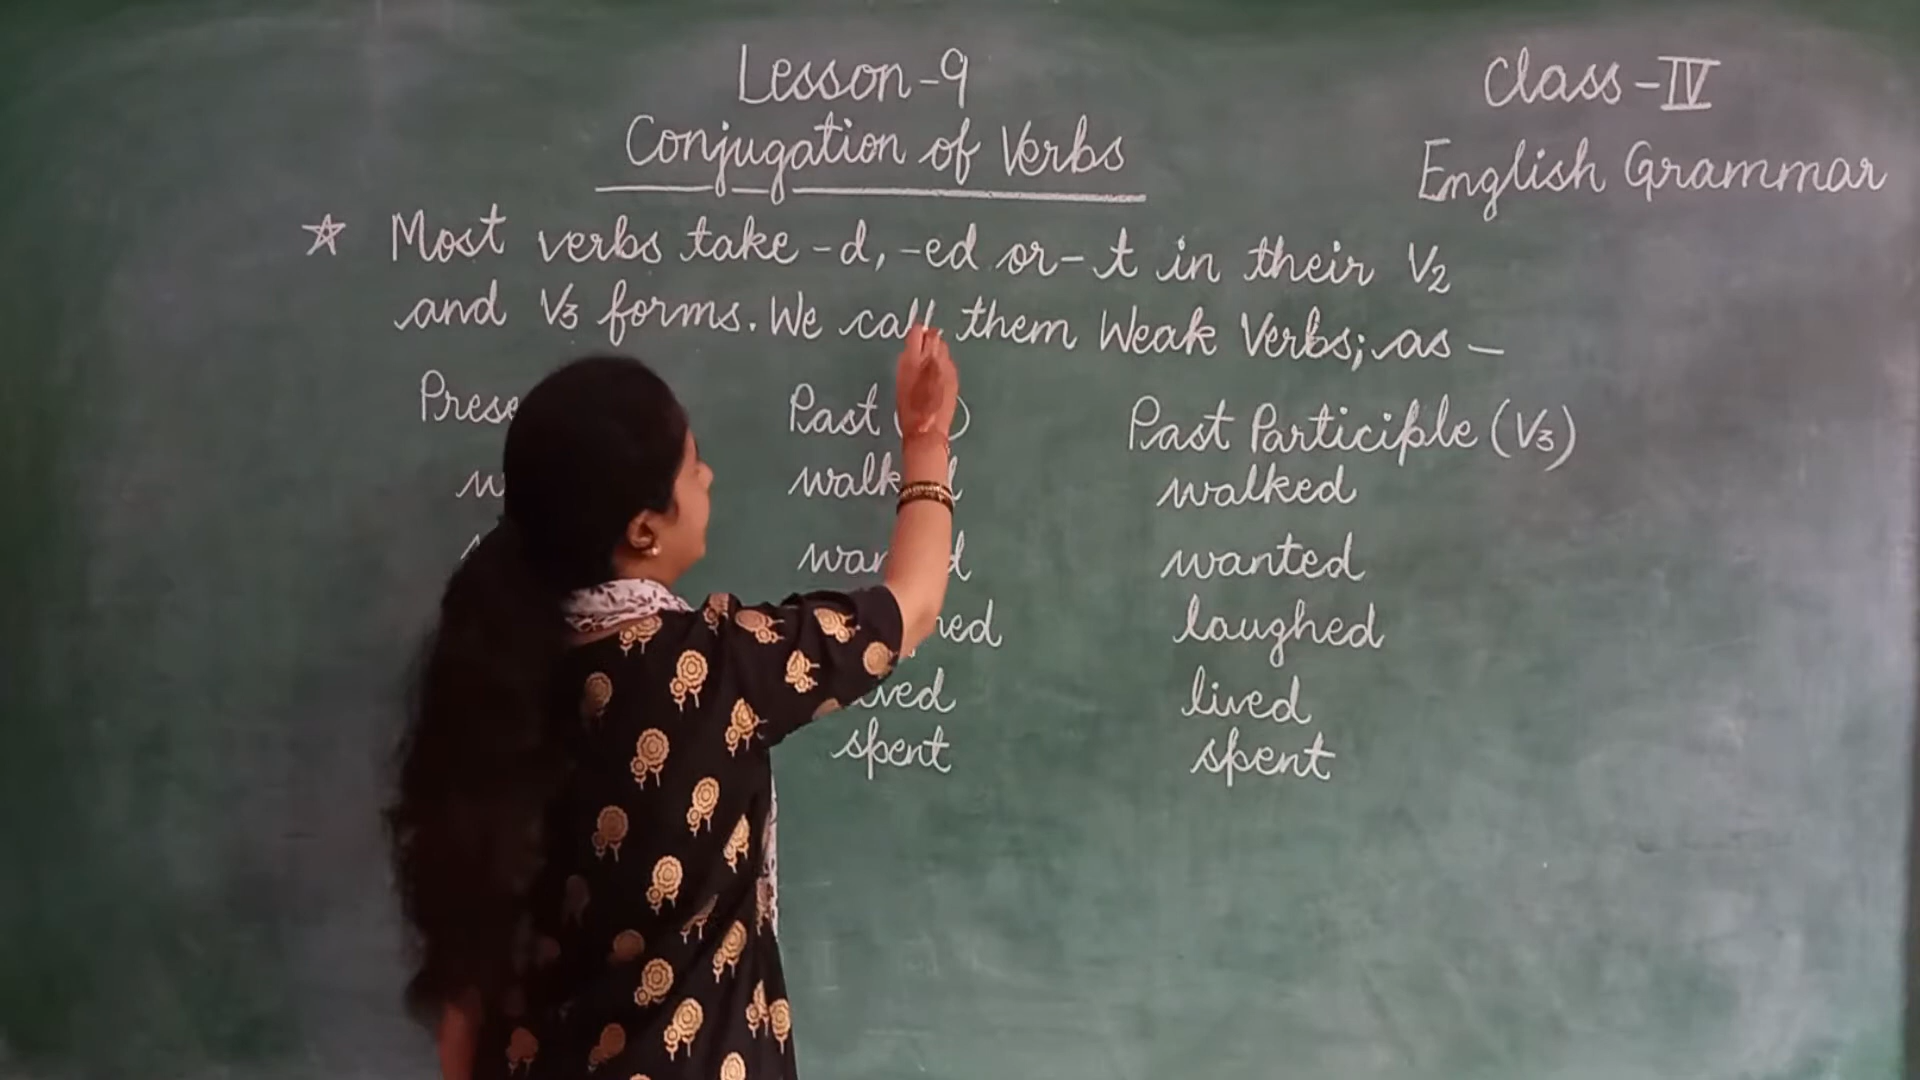 Lesson-9
Class-IV
Conjugation of Verbs
English Grammar
☆ Most verbs take -d, -ed or -t in their V2
and V3 forms. We call them Weak Verbs; as —
Past Past Participle (V3)
walked
wanted
laughed
lived
spent spent